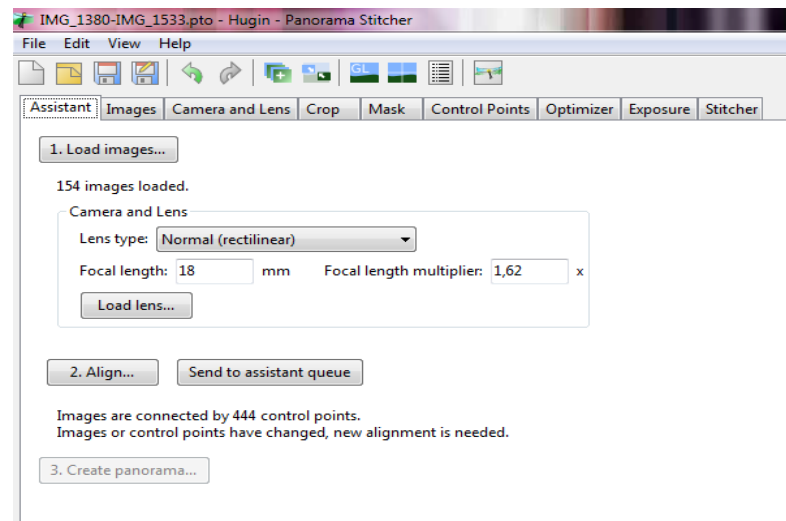 IMG_1380-IMG_1533.pto - Hugin - Panorama Stitcher
File Edit View Help
GL
Assistant Images Camera and Lens Crop Mask Control Points Optimizer Exposure Stitcher
1. Load images...
154 images loaded.
Camera and Lens
Lens type: Normal (rectilinear)
Focal length: 18 mm Focal length multiplier: 1,62 x
Load lens...
2. Align... Send to assistant queue
Images are connected by 444 control points.
Images or control points have changed, new alignment is needed.
3. Create panorama...